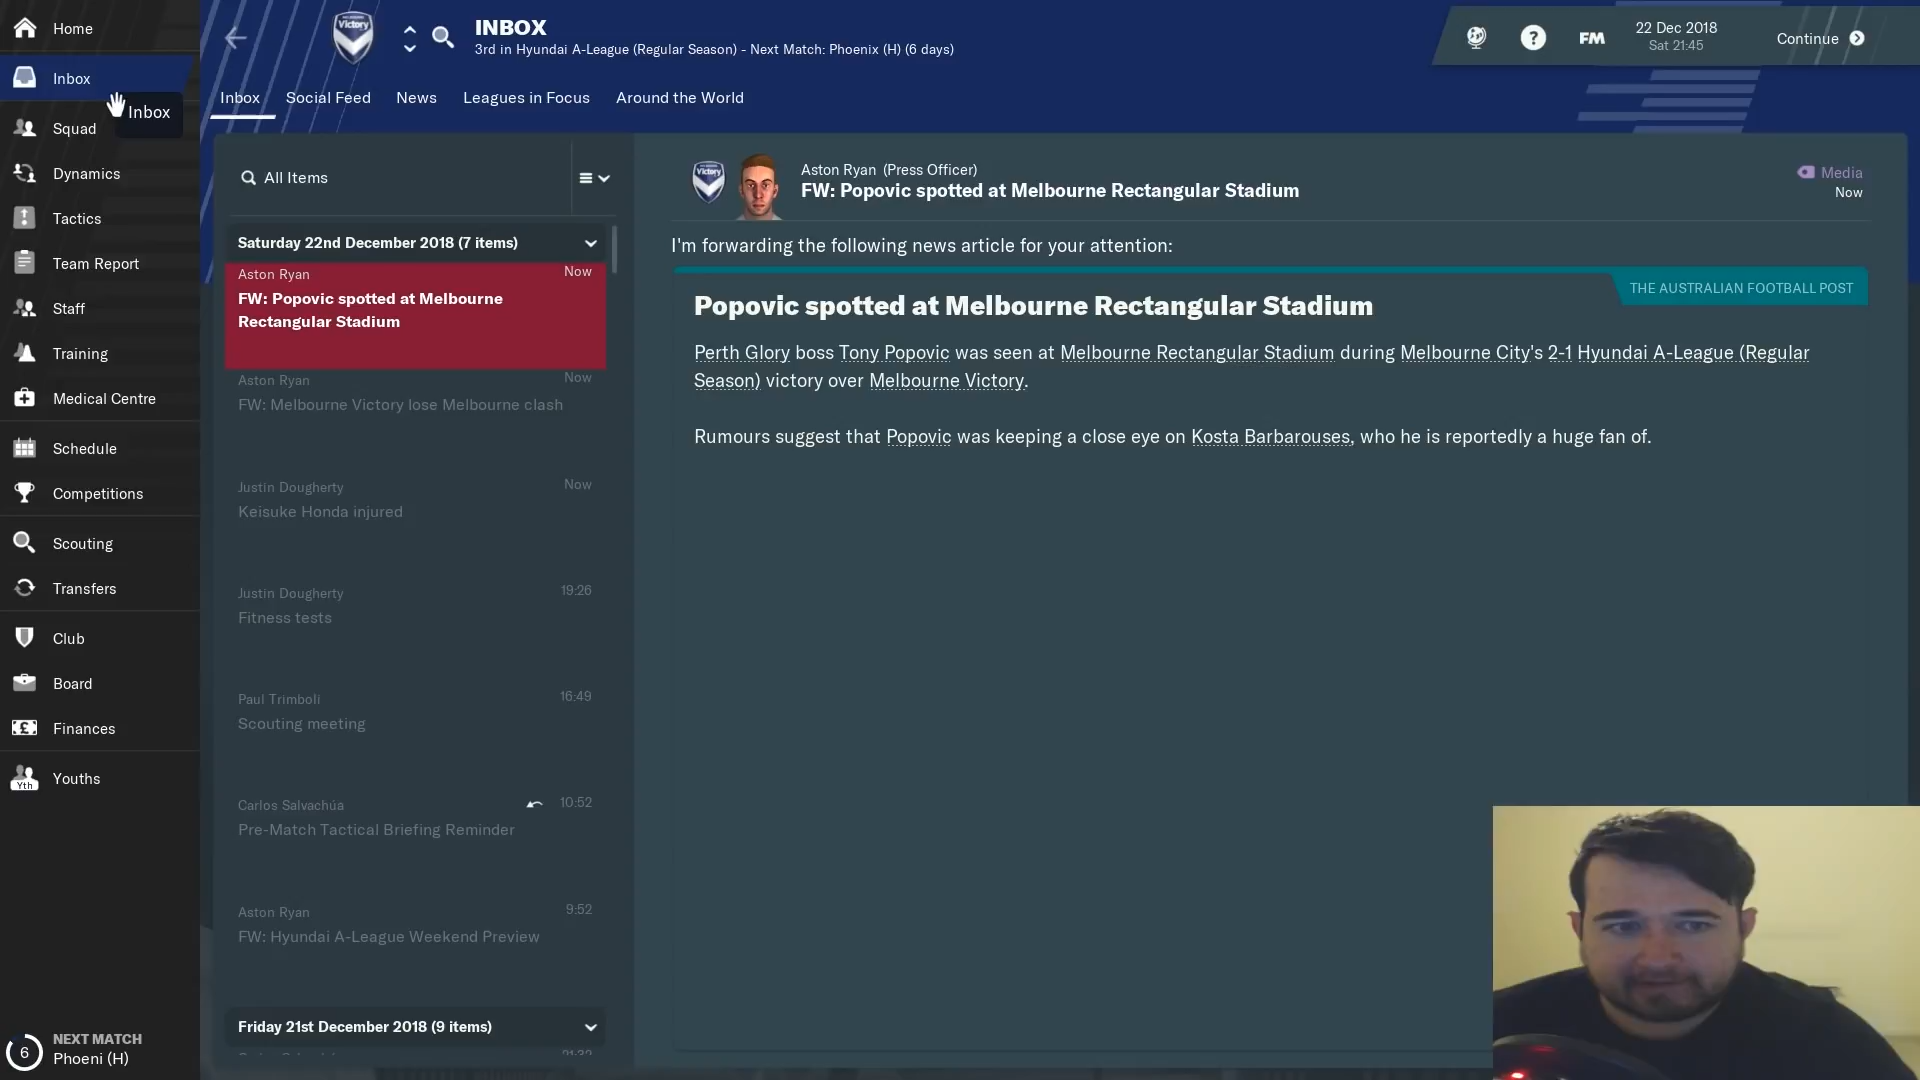 Home
Inbox
Inbox
Squad
Dynamics
Tactics
Team Report
Staff
Training
Medical Centre
Schedule
Competitions
Scouting
Transfers
Club
Board
Finances
Yth
Youths
6
NEXT MATCH
Phoeni (H)
Victory
INBOX
3rd in Hyundai A-League (Regular Season) - Next Match: Phoenix (H) (6 days)
?
FM
22 Dec 2018
Sat 21:45
Continue
Inbox
Social Feed
News
Leagues in Focus
Around the World
All Items
Saturday 22nd December 2018 (7 items)
Aston Ryan
Now
FW: Popovic spotted at Melbourne
Rectangular Stadium
Aston Ryan
Now
FW: Melbourne Victory lose Melbourne clash
Justin Dougherty
Now
Keisuke Honda injured
Justin Dougherty
19:26
Fitness tests
Paul Trimboli
16:49
Scouting meeting
Carlos Salvachúa
10:52
Pre-Match Tactical Briefing Reminder
Aston Ryan
9:52
FW: Hyundai A-League Weekend Preview
Friday 21st December 2018 (9 items)
Victory
Aston Ryan (Press Officer)
FW: Popovic spotted at Melbourne Rectangular Stadium
Media
Now
I'm forwarding the following news article for your attention:
THE AUSTRALIAN FOOTBALL POST
Popovic spotted at Melbourne Rectangular Stadium
Perth Glory boss Tony Popovic was seen at Melbourne Rectangular Stadium during Melbourne City's 2-1 Hyundai A-League (Regular
Season) victory over Melbourne Victory.
Rumours suggest that Popovic was keeping a close eye on Kosta Barbarouses, who he is reportedly a huge fan of.